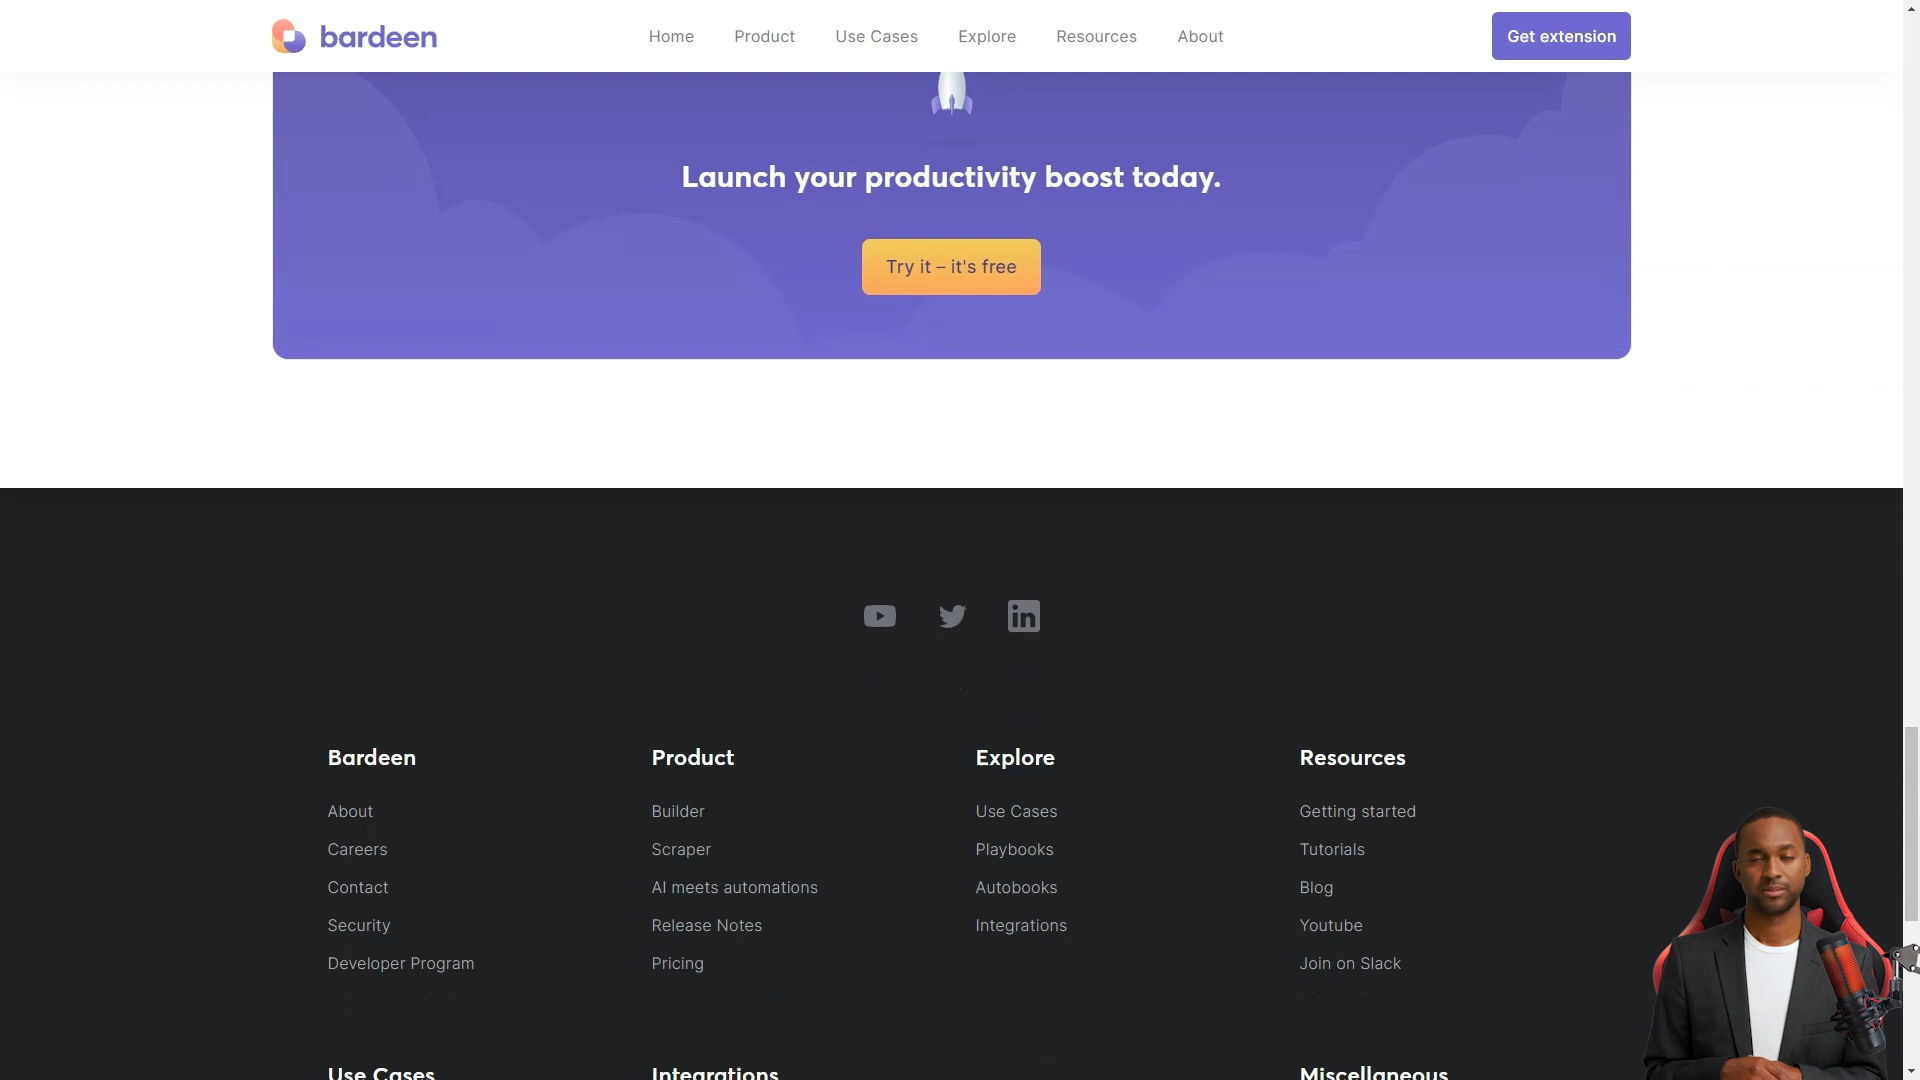 bardeen
Home
Product
Use Cases
Explore
Resources
About
Get extension
Launch your productivity boost today.
Try it – it's free
in
Bardeen
About
Careers
Contact
Security
Developer Program
Product
Builder
Scraper
AI meets automations
Release Notes
Pricing
Explore
Use Cases
Playbooks
Autobooks
Integrations
Resources
Getting started
Tutorials
Blog
Youtube
Join on Slack
Use Cases
Integrations
Miscellaneous